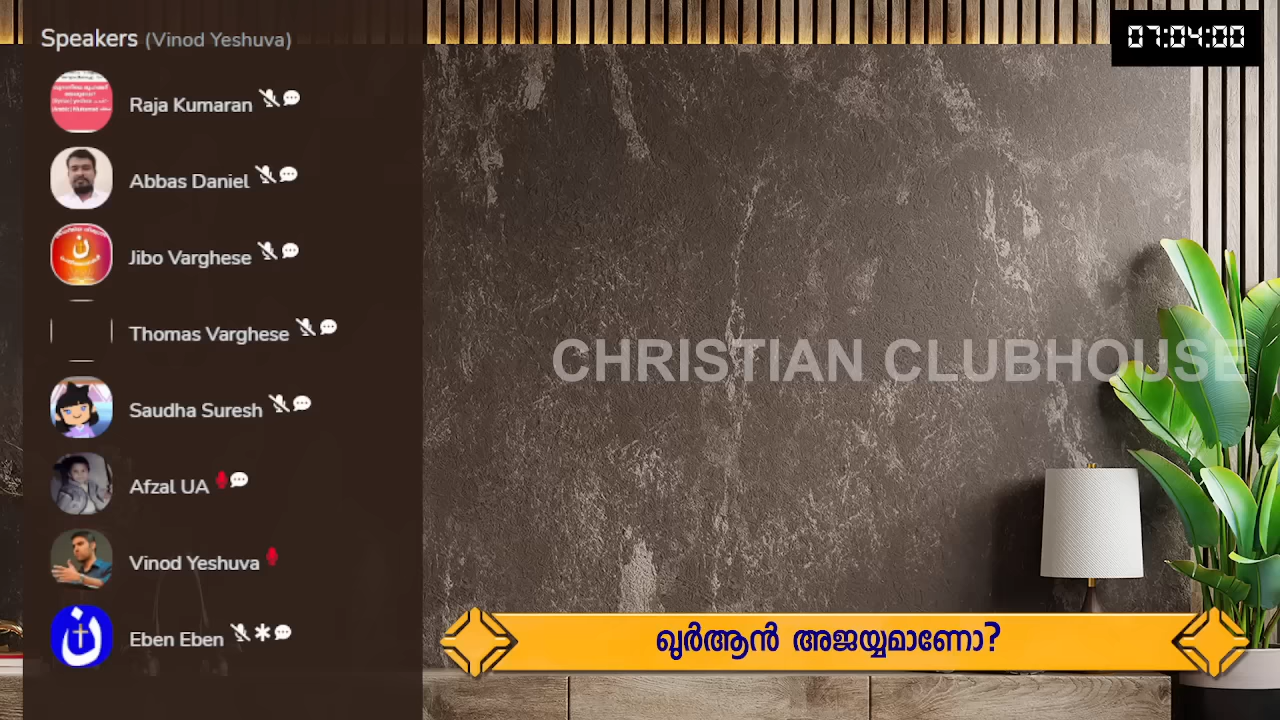 Speakers (Vinod Yeshuva)
07:04:00
Raja Kumaran
Abbas Daniel
Jibo Varghese
Thomas Varghese
CHRISTIAN CLUBHOUSE
Saudha Suresh
Afzal UA
Vinod Yeshuva
Eben Eben
ഖുർആൻ അജയ്യമാണോ?